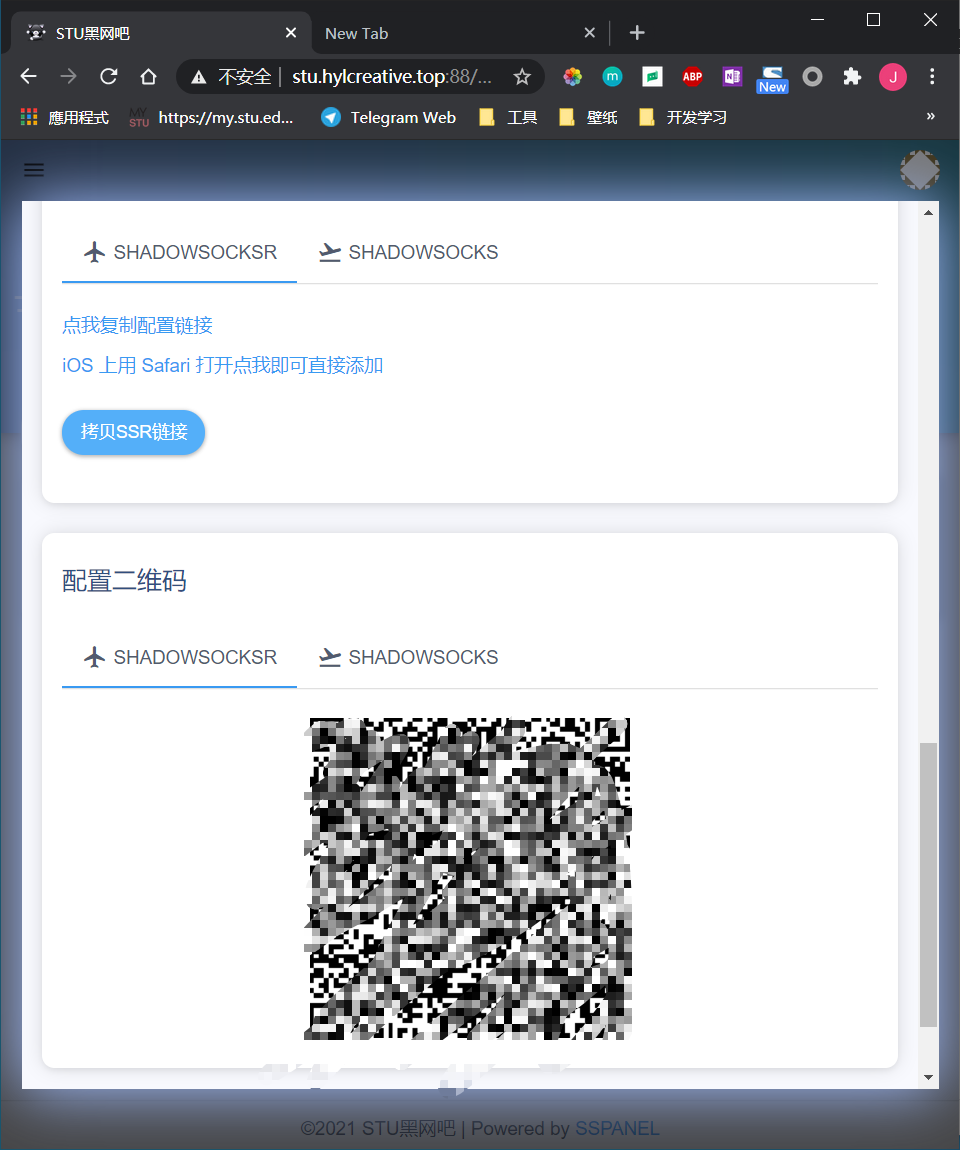 STU黑网吧
New Tab
不安全 | stu.hylcreative.top:88/...
ABP
N
New
J
應用程式
MY STU
https://my.stu.ed...
Telegram Web
工具
壁纸
开发学习
»
SHADOWSOCKSR
SHADOWSOCKS
点我复制配置链接
iOS 上用 Safari 打开点我即可直接添加
拷贝SSR链接
配置二维码
SHADOWSOCKSR
SHADOWSOCKS
©2021 STU黑网吧 | Powered by SSPANEL